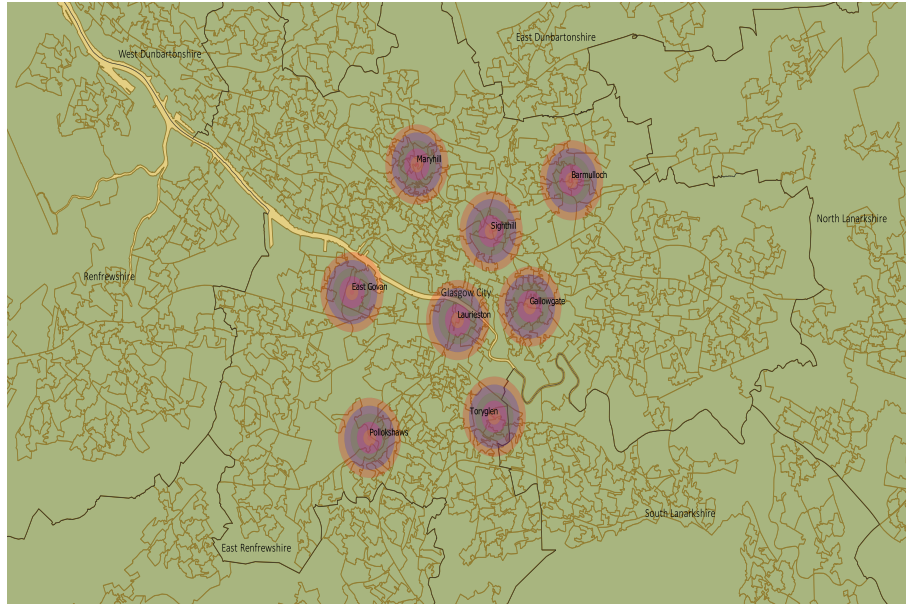 East Dunbartonshire
West Dunbartonshire
Maryhill
Barmulloch
North Lanarkshire
Sighthill
Renfrewshire
East Govan
Glasgow City
Gallowgate
Laurieston
Toryglen
Pollokshaws
South Lanarkshire
East Renfrewshire